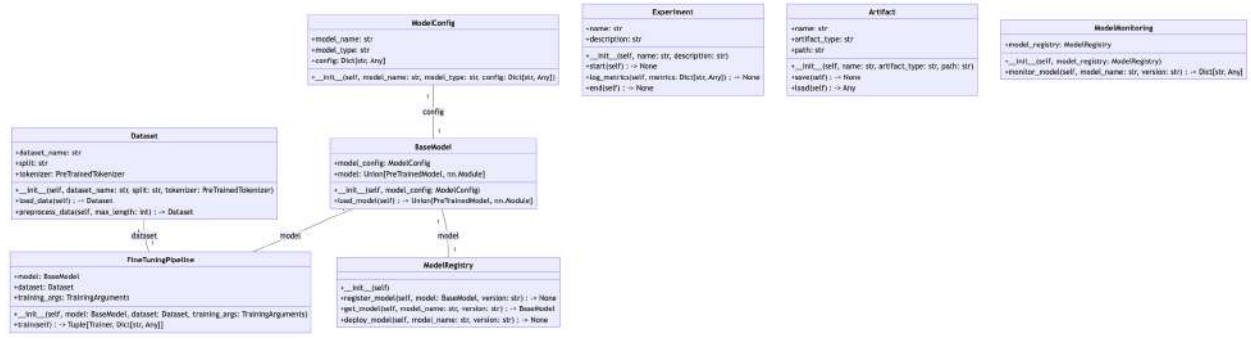 ModelConfig
+model_name: str
+model_type: str
+config: Dict[str, Any]
+__init__(self, model_name: str, model_type: str, config: Dict[str, Any])
Experiment
+name: str
+description: str
+__init__(self, name: str, description: str)
+start(self) : -> None
+log_metrics(self, metrics: Dict[str, Any]) : -> None
+end(self) : -> None
Artifact
+name: str
+artifact_type: str
+path: str
+__init__(self, name: str, artifact_type: str, path: str)
+save(self) : -> None
+load(self) : -> Any
ModelMonitoring
+model_registry: ModelRegistry
+__init__(self, model_registry: ModelRegistry)
+monitor_model(self, model_name: str, version: str) : -> Dict[str, Any]
1
config
1
Dataset
+dataset_name: str
+split: str
+tokenizer: PreTrainedTokenizer
+__init__(self, dataset_name: str, split: str, tokenizer: PreTrainedTokenizer)
+load_data(self) : -> Dataset
+preprocess_data(self, max_length: int) : -> Dataset
BaseModel
+model_config: ModelConfig
+model: Union[PreTrainedModel, nn.Module]
+__init__(self, model_config: ModelConfig)
+load_model(self) : -> Union[PreTrainedModel, nn.Module]
1
dataset
1
model
1
model
1
FineTuningPipeline
+model: BaseModel
+dataset: Dataset
+training_args: TrainingArguments
+__init__(self, model: BaseModel, dataset: Dataset, training_args: TrainingArguments)
+train(self) : -> Tuple[Trainer, Dict[str, Any]]
ModelRegistry
+__init__(self)
+register_model(self, model: BaseModel, version: str) : -> None
+get_model(self, model_name: str, version: str) : -> BaseModel
+deploy_model(self, model_name: str, version: str) : -> None